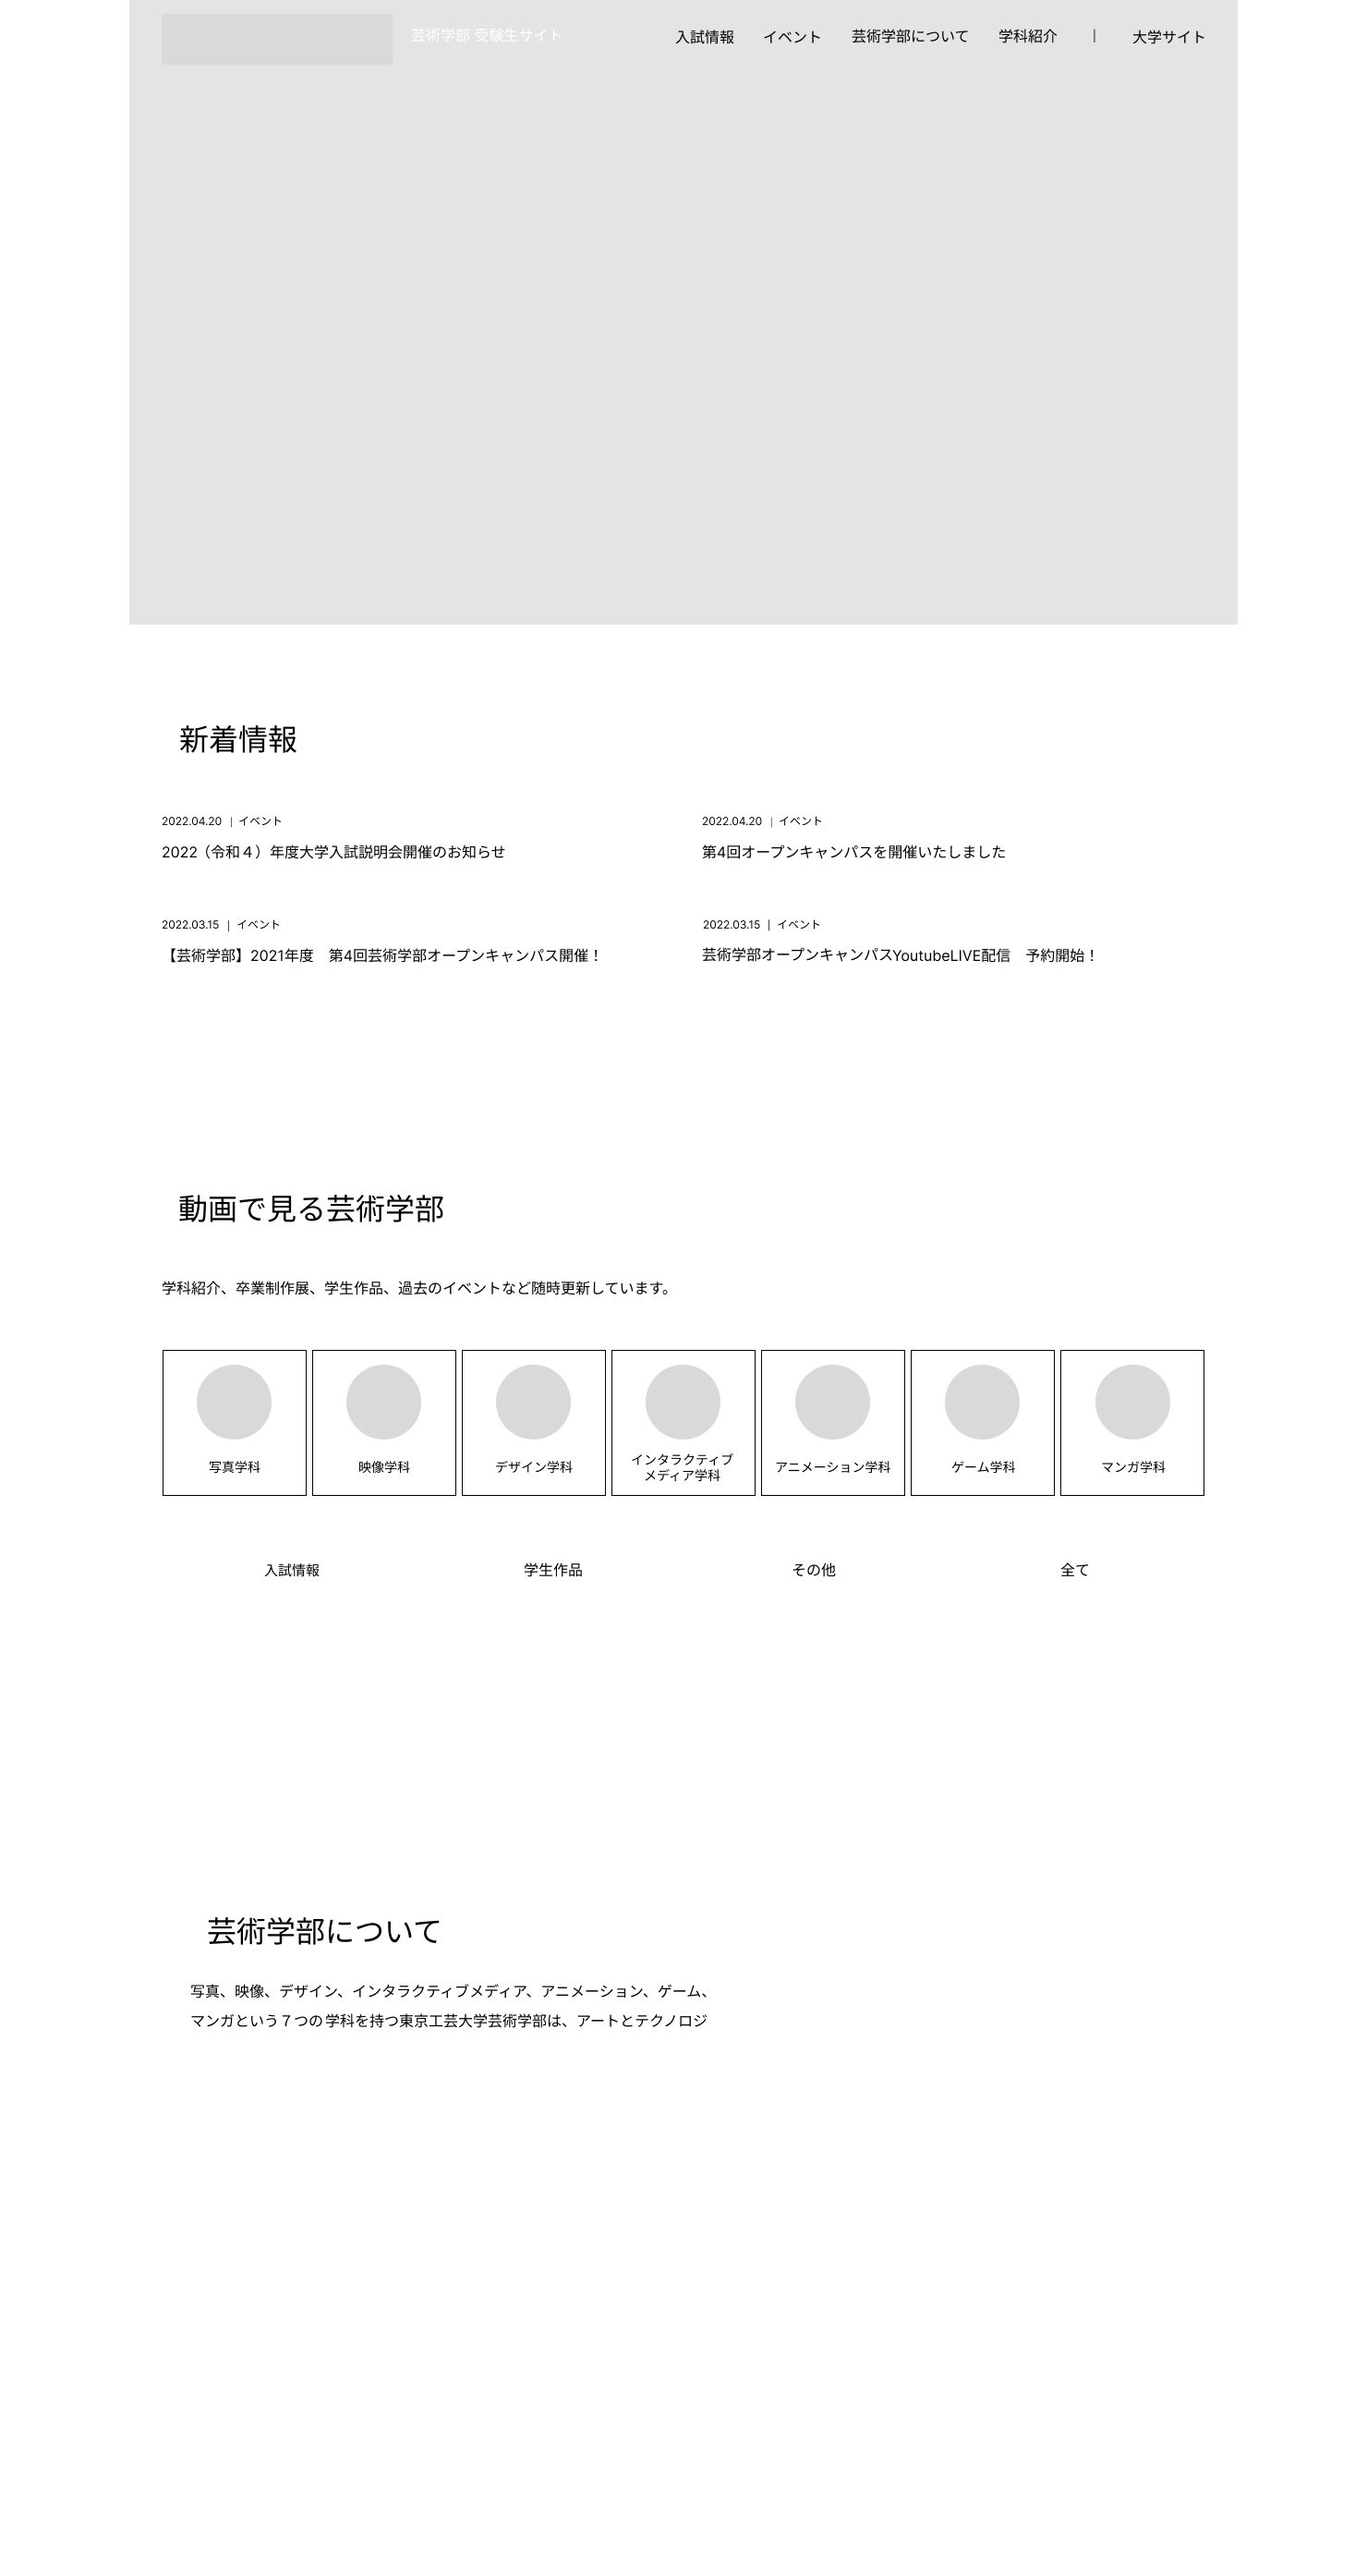 芸術学部 受験生サイト
入試情報 イベント 芸術学部について 学科紹介 | 大学サイト
新着情報
2022.04.20 | イベント
2022（令和４）年度大学入試説明会開催のお知らせ
2022.04.20 | イベント
第4回オープンキャンパスを開催いたしました
2022.03.15 | イベント
【芸術学部】2021年度　第4回芸術学部オープンキャンパス開催！
2022.03.15 | イベント
芸術学部オープンキャンパスYoutubeLIVE配信　予約開始！
動画で見る芸術学部
学科紹介、卒業制作展、学生作品、過去のイベントなど随時更新しています。
写真学科
映像学科
デザイン学科
インタラクティブ
メディア学科
アニメーション学科
ゲーム学科
マンガ学科
入試情報 学生作品 その他 全て
芸術学部について
写真、映像、デザイン、インタラクティブメディア、アニメーション、ゲーム、
マンガという７つの学科を持つ東京工芸大学芸術学部は、アートとテクノロジ